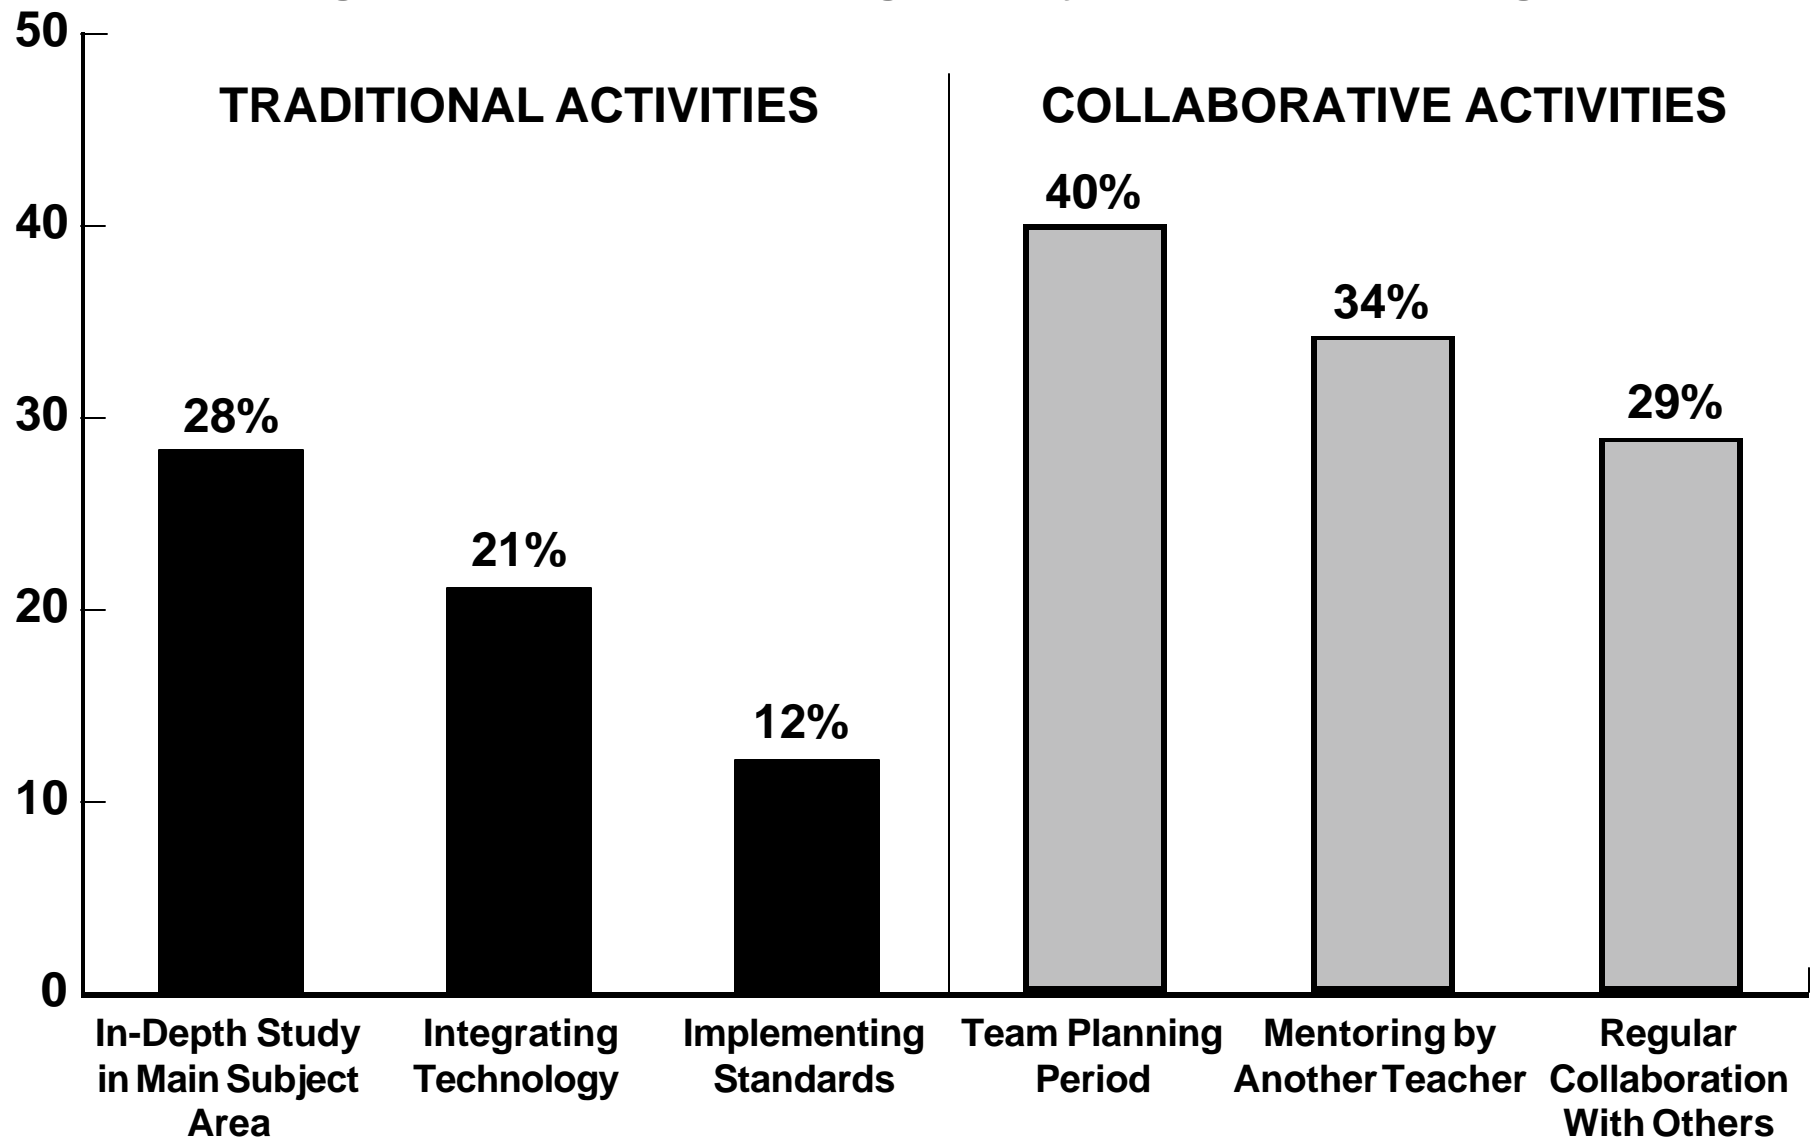 50
TRADITIONAL ACTIVITIES
COLLABORATIVE ACTIVITIES
40%
40
34%
30
28%
29%
21%
20
12%
10
0
In-Depth Study
in Main Subject
Area
Integrating
Technology
Implementing
Standards
Team Planning
Period
Mentoring by
Another Teacher
Regular
Collaboration
With Others